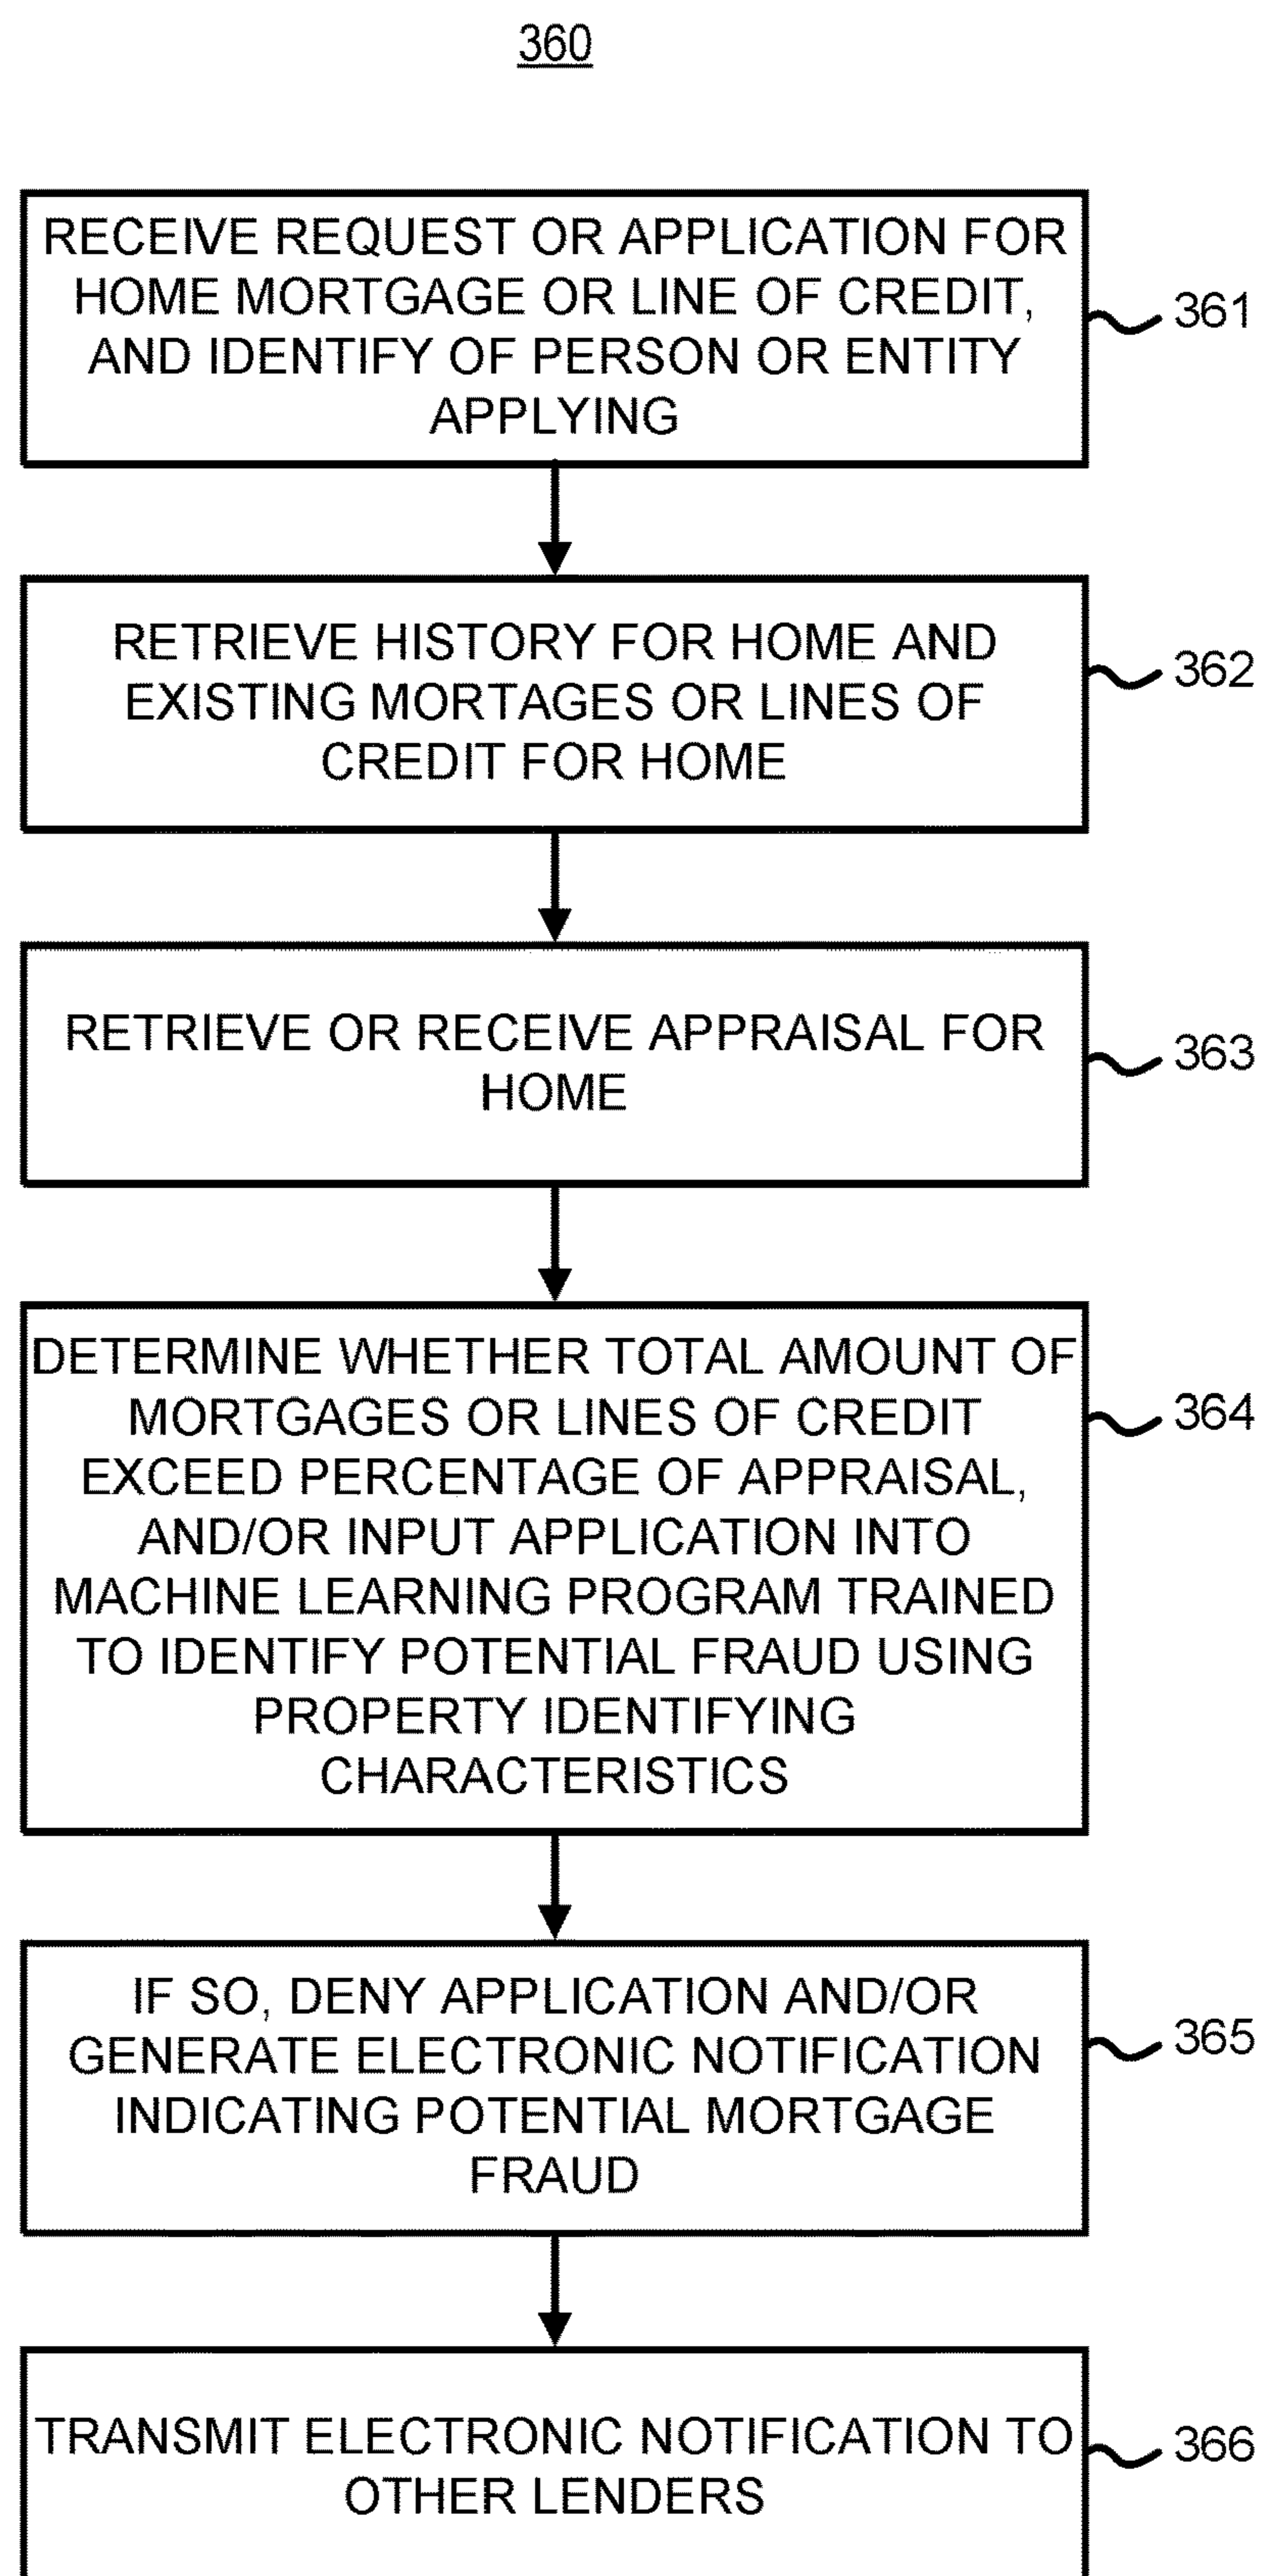 360
RECEIVE REQUEST OR APPLICATION FOR
HOME MORTGAGE OR LINE OF CREDIT,
AND IDENTIFY OF PERSON OR ENTITY
APPLYING
361
RETRIEVE HISTORY FOR HOME AND
EXISTING MORTAGES OR LINES OF
CREDIT FOR HOME
362
RETRIEVE OR RECEIVE APPRAISAL FOR
HOME
363
DETERMINE WHETHER TOTAL AMOUNT OF
MORTGAGES OR LINES OF CREDIT
EXCEED PERCENTAGE OF APPRAISAL,
AND/OR INPUT APPLICATION INTO
MACHINE LEARNING PROGRAM TRAINED
TO IDENTIFY POTENTIAL FRAUD USING
PROPERTY IDENTIFYING
CHARACTERISTICS
364
IF SO, DENY APPLICATION AND/OR
GENERATE ELECTRONIC NOTIFICATION
INDICATING POTENTIAL MORTGAGE
FRAUD
365
TRANSMIT ELECTRONIC NOTIFICATION TO
OTHER LENDERS
366